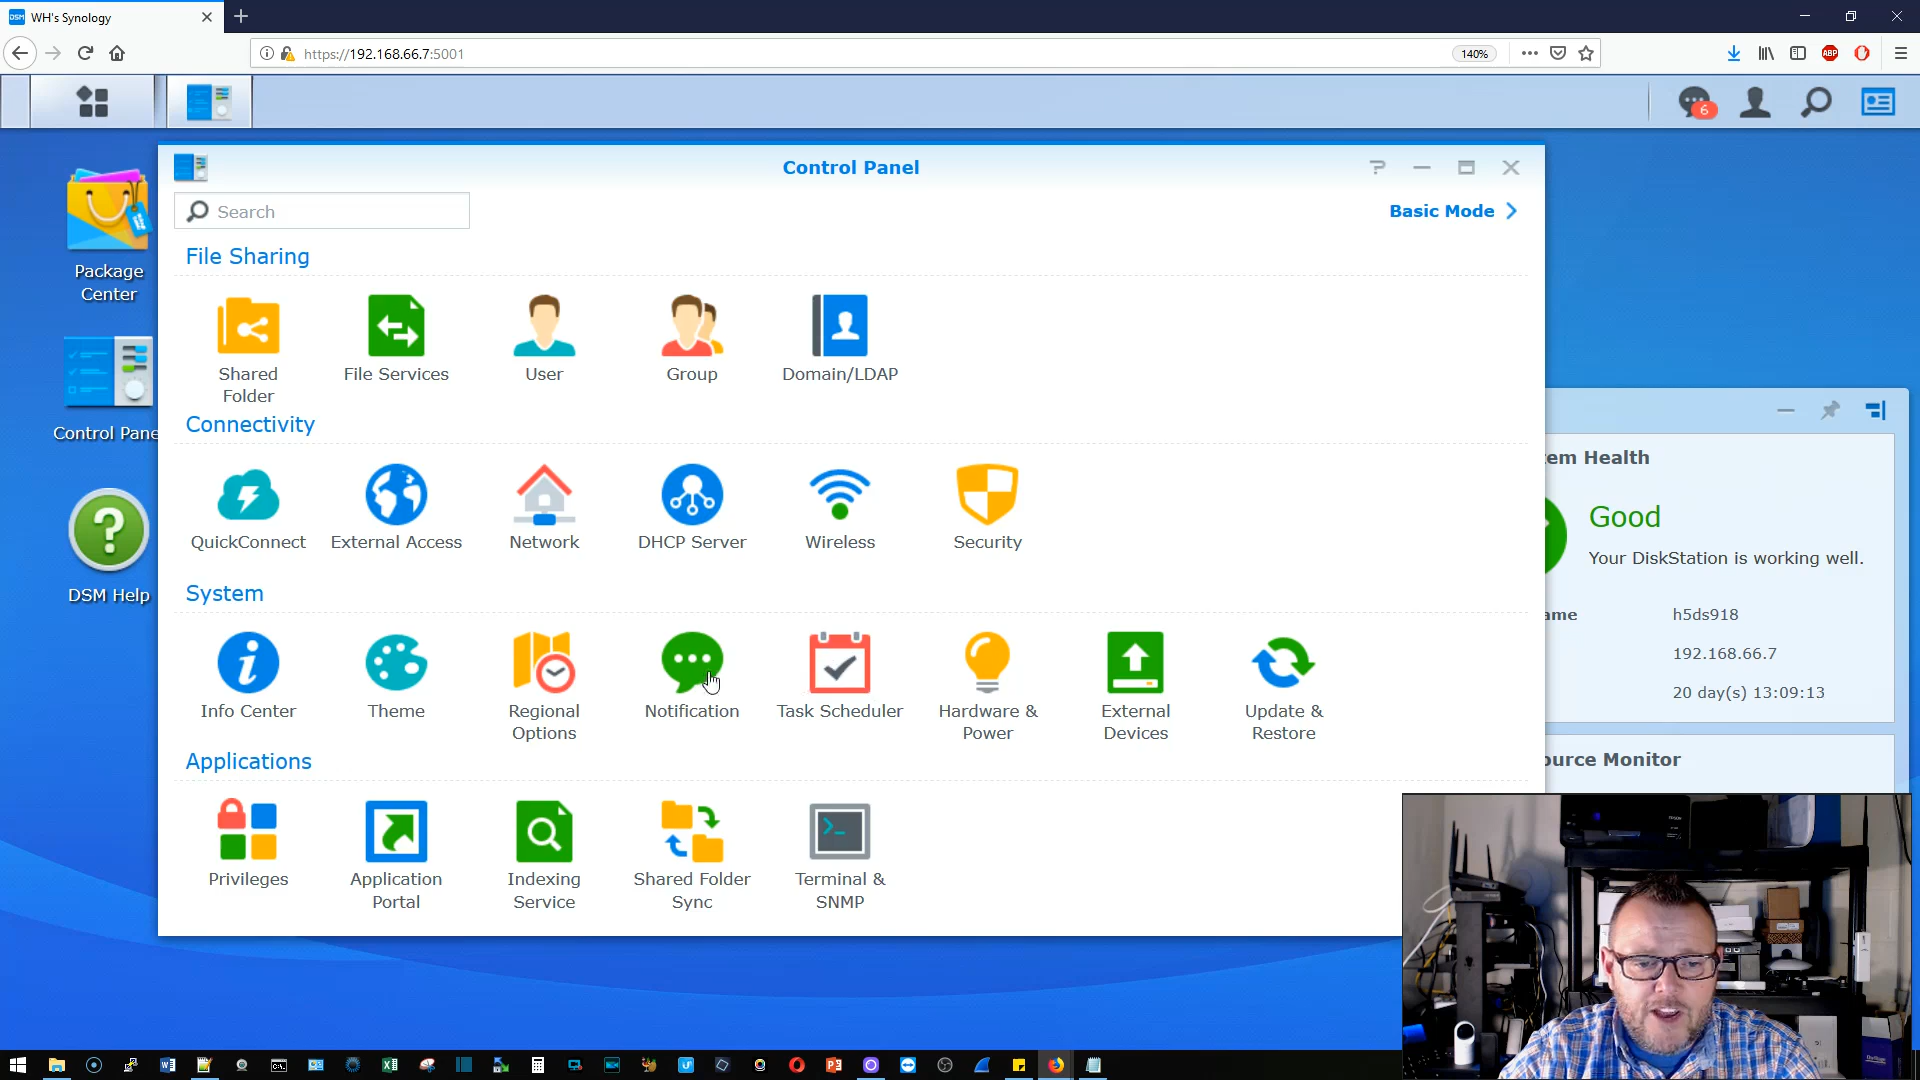 WH's Synology
https://192.168.66.7:5001
140%
ABP
6
Control Panel
Search
Basic Mode
File Sharing
Package
Center
Shared
Folder
File Services
User
Group
Domain/LDAP
Control Pane
Connectivity
QuickConnect
External Access
Network
DHCP Server
Wireless
Security
em Health
Good
Your DiskStation is working well.
DSM Help
System
ame
h5ds918
192.168.66.7
20 day(s) 13:09:13
Info Center
Theme
Regional
Options
Notification
Task Scheduler
Hardware &
Power
External
Devices
Update &
Restore
Applications
ource Monitor
Privileges
Application
Portal
Indexing
Service
Shared Folder
Sync
Terminal &
SNMP